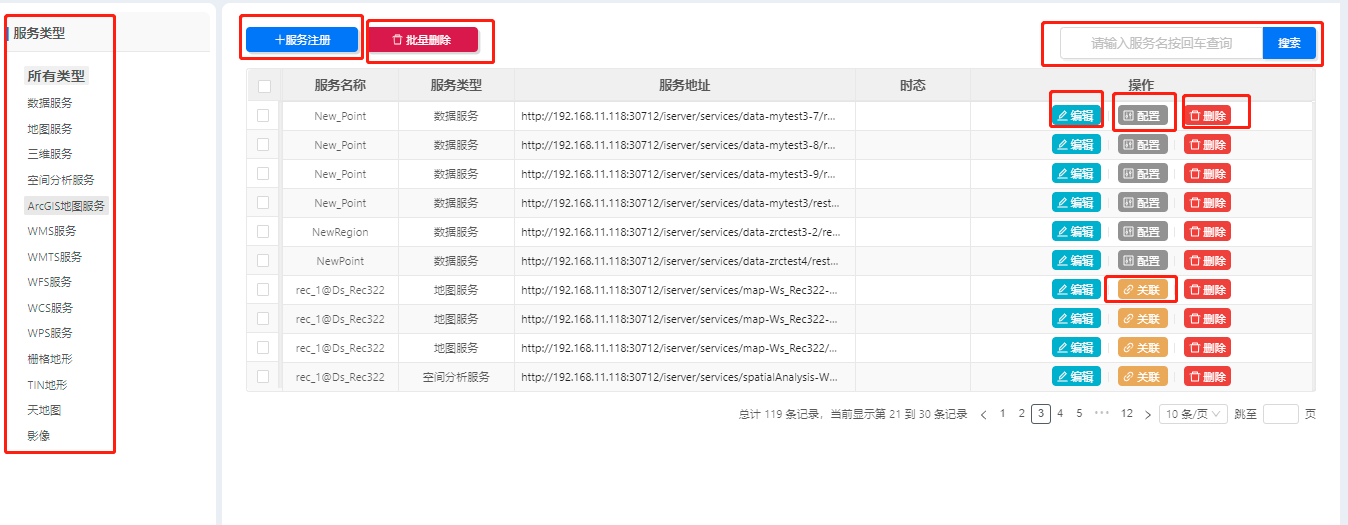 服务类型
所有类型
数据服务
地图服务
三维服务
空间分析服务
ArcGIS地图服务
WMS服务
WMTS服务
WFS服务
WCS服务
WPS服务
栅格地形
TIN地形
天地图
影像
+服务注册 批量删除 请输入服务名按回车查询 搜索
服务名称 服务类型 服务地址 时态 操作
New_Point 数据服务 http://192.168.11.118:30712/iserver/services/data-mytest3-7/r... 编辑 配置 删除
New_Point 数据服务 http://192.168.11.118:30712/iserver/services/data-mytest3-8/r... 编辑 配置 删除
New_Point 数据服务 http://192.168.11.118:30712/iserver/services/data-mytest3-9/r... 编辑 配置 删除
New_Point 数据服务 http://192.168.11.118:30712/iserver/services/data-mytest3/rest... 编辑 配置 删除
NewRegion 数据服务 http://192.168.11.118:30712/iserver/services/data-zrctest3-2/re... 编辑 配置 删除
NewPoint 数据服务 http://192.168.11.118:30712/iserver/services/data-zrctest4/rest... 编辑 配置 删除
rec_1@Ds_Rec322 地图服务 http://192.168.11.118:30712/iserver/services/map-Ws_Rec322-... 编辑 关联 删除
rec_1@Ds_Rec322 地图服务 http://192.168.11.118:30712/iserver/services/map-Ws_Rec322-... 编辑 关联 删除
rec_1@Ds_Rec322 地图服务 http://192.168.11.118:30712/iserver/services/map-Ws_Rec322/... 编辑 关联 删除
rec_1@Ds_Rec322 空间分析服务 http://192.168.11.118:30712/iserver/services/spatialAnalysis-W... 编辑 关联 删除
总计 119 条记录，当前显示第 21 到 30 条记录 < 1 2 3 4 5 ••• 12 > 10 条/页 跳至 页